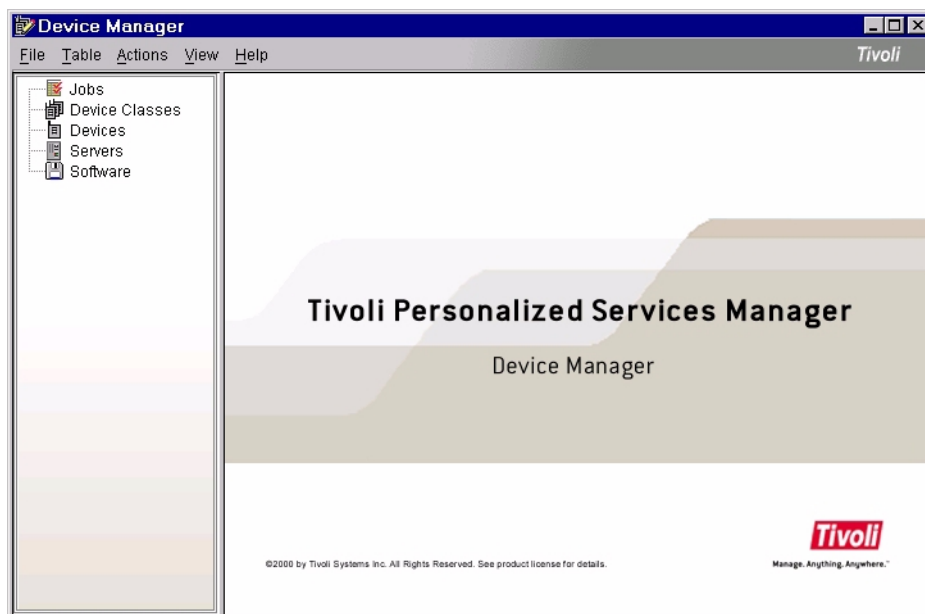 Device Manager
File Table Actions View Help Tivoli
Jobs
Device Classes
Devices
Servers
Software
Tivoli Personalized Services Manager
Device Manager
Tivoli
©2000 by Tivoli Systems Inc. All Rights Reserved. See product license for details.
Manage. Anything. Anywhere.™